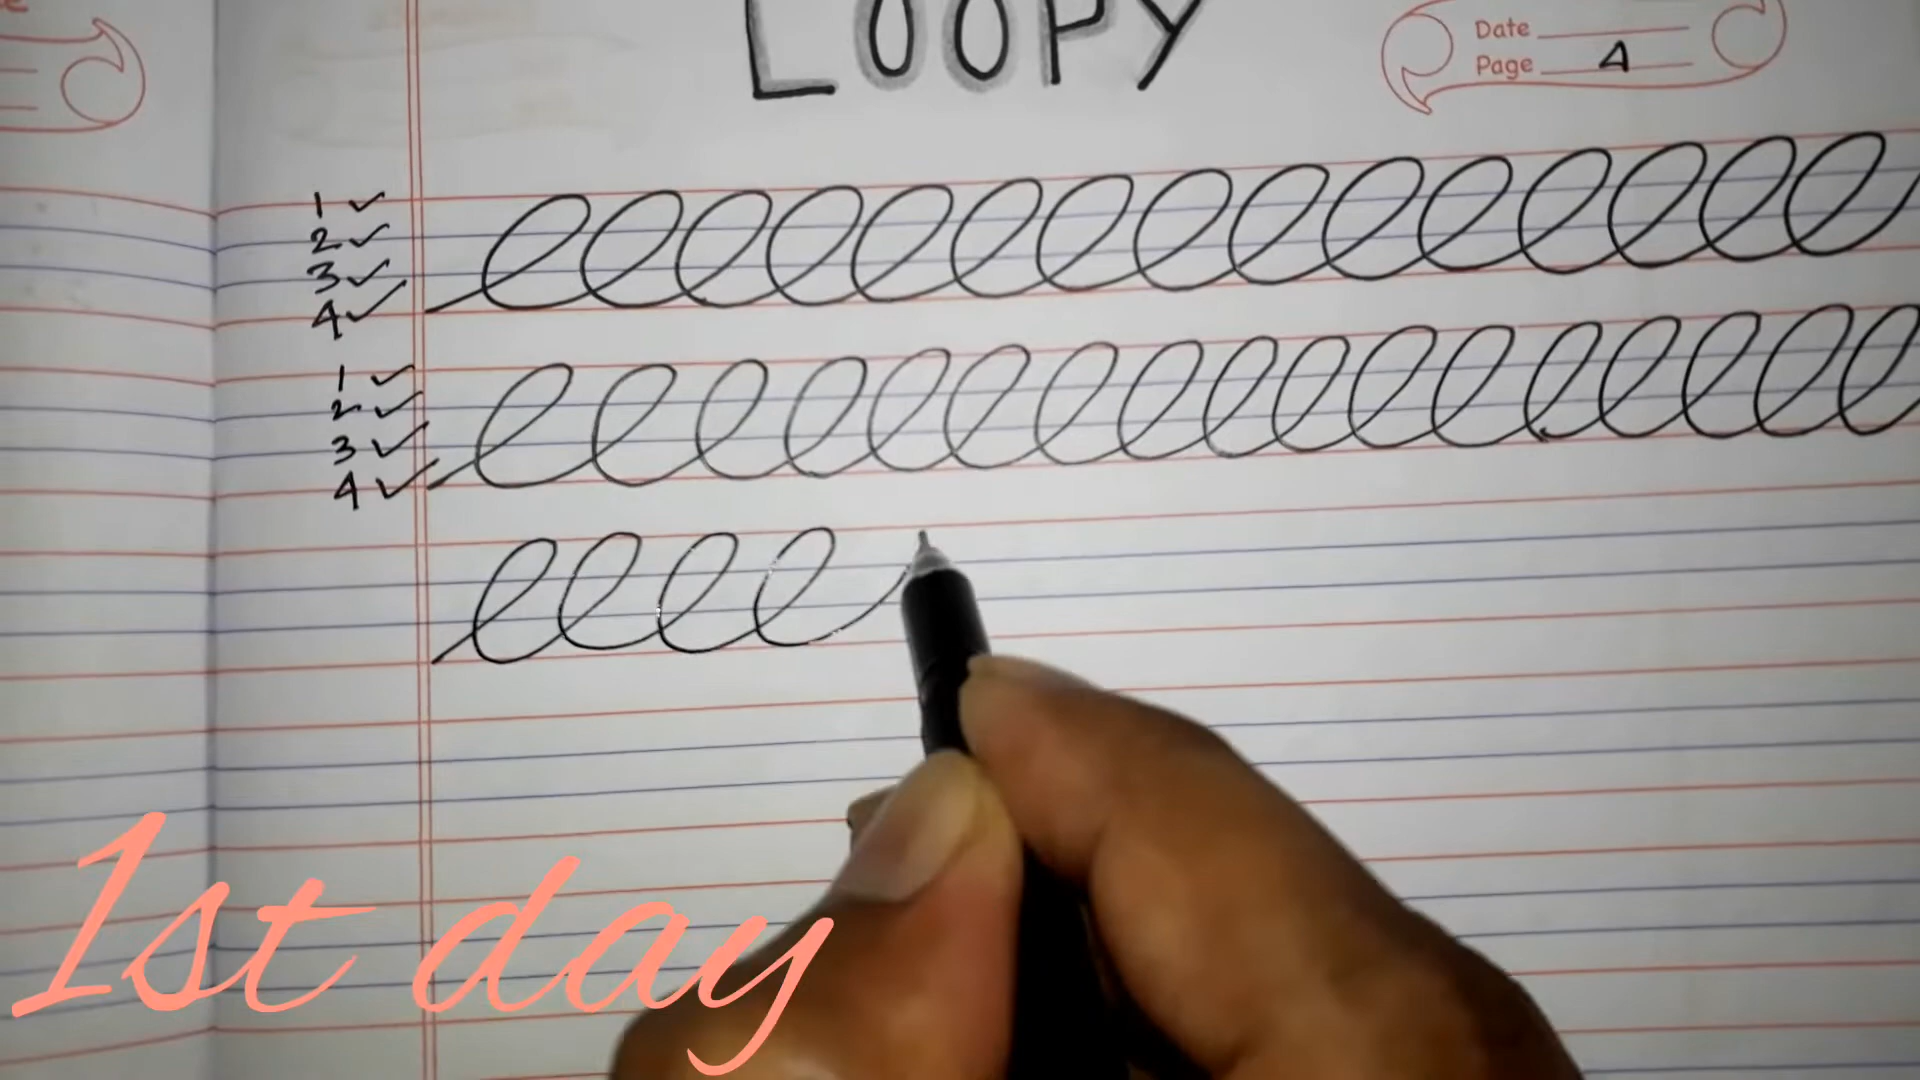 LOOPY
Date
Page 4
1 ✓
2 ✓
3 ✓
4 ✓
1 ✓
2 ✓
3 ✓
4 ✓
1st day